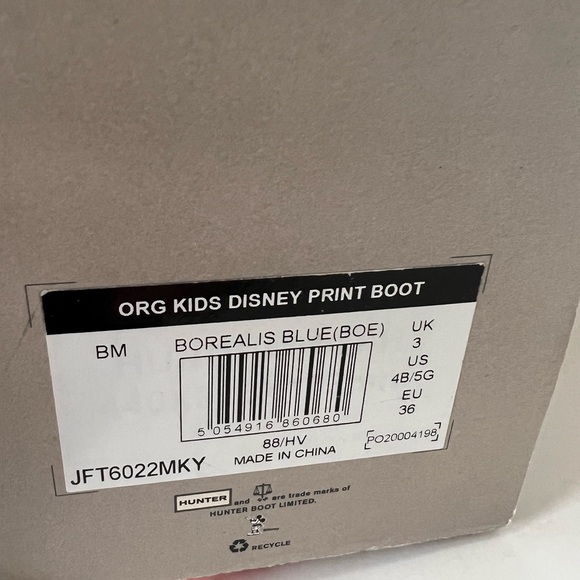 ORG KIDS DISNEY PRINT BOOT
BM
BOREALIS BLUE(BOE)
UK
3
US
4B/5G
EU
36
5 054916 860680
88/HV
MADE IN CHINA
PO20004198
JFT6022MKY
HUNTER and are trade marks of
HUNTER BOOT LIMITED.
Disney
RECYCLE